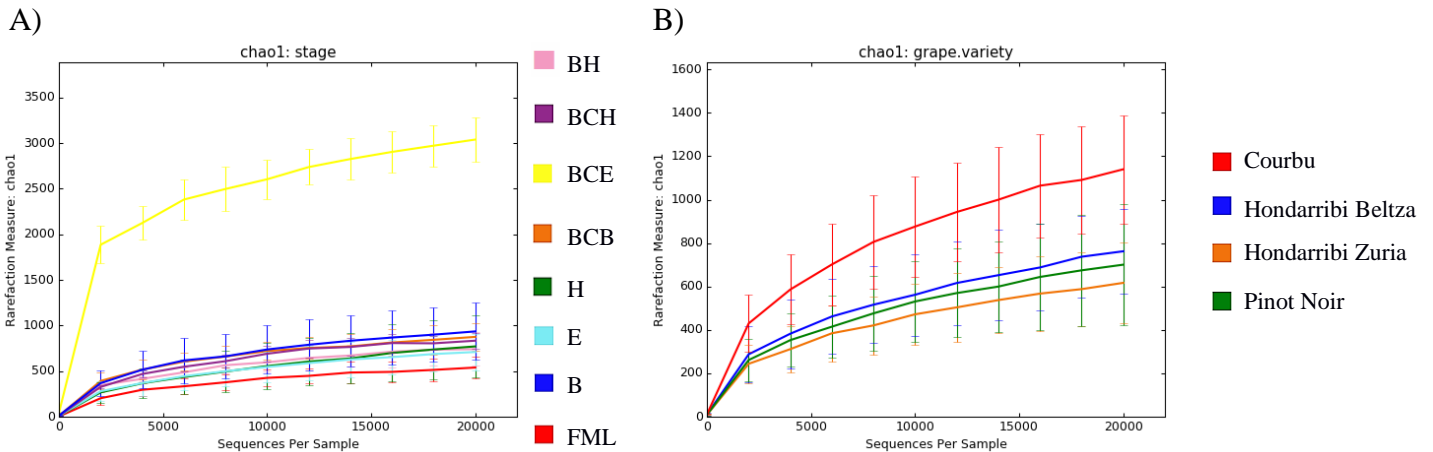 A)
chao1: stage
Rarefaction Measure: chao1
3500
3000
2500
2000
1500
1000
500
0
0
5000
10000
15000
20000
Sequences Per Sample
BH
BCH
BCE
BCB
H
E
B
FML
B)
chao1: grape.variety
Rarefaction Measure: chao1
1600
1400
1200
1000
800
600
400
200
0
0
5000
10000
15000
20000
Sequences Per Sample
Courbu
Hondarribi Beltza
Hondarribi Zuria
Pinot Noir